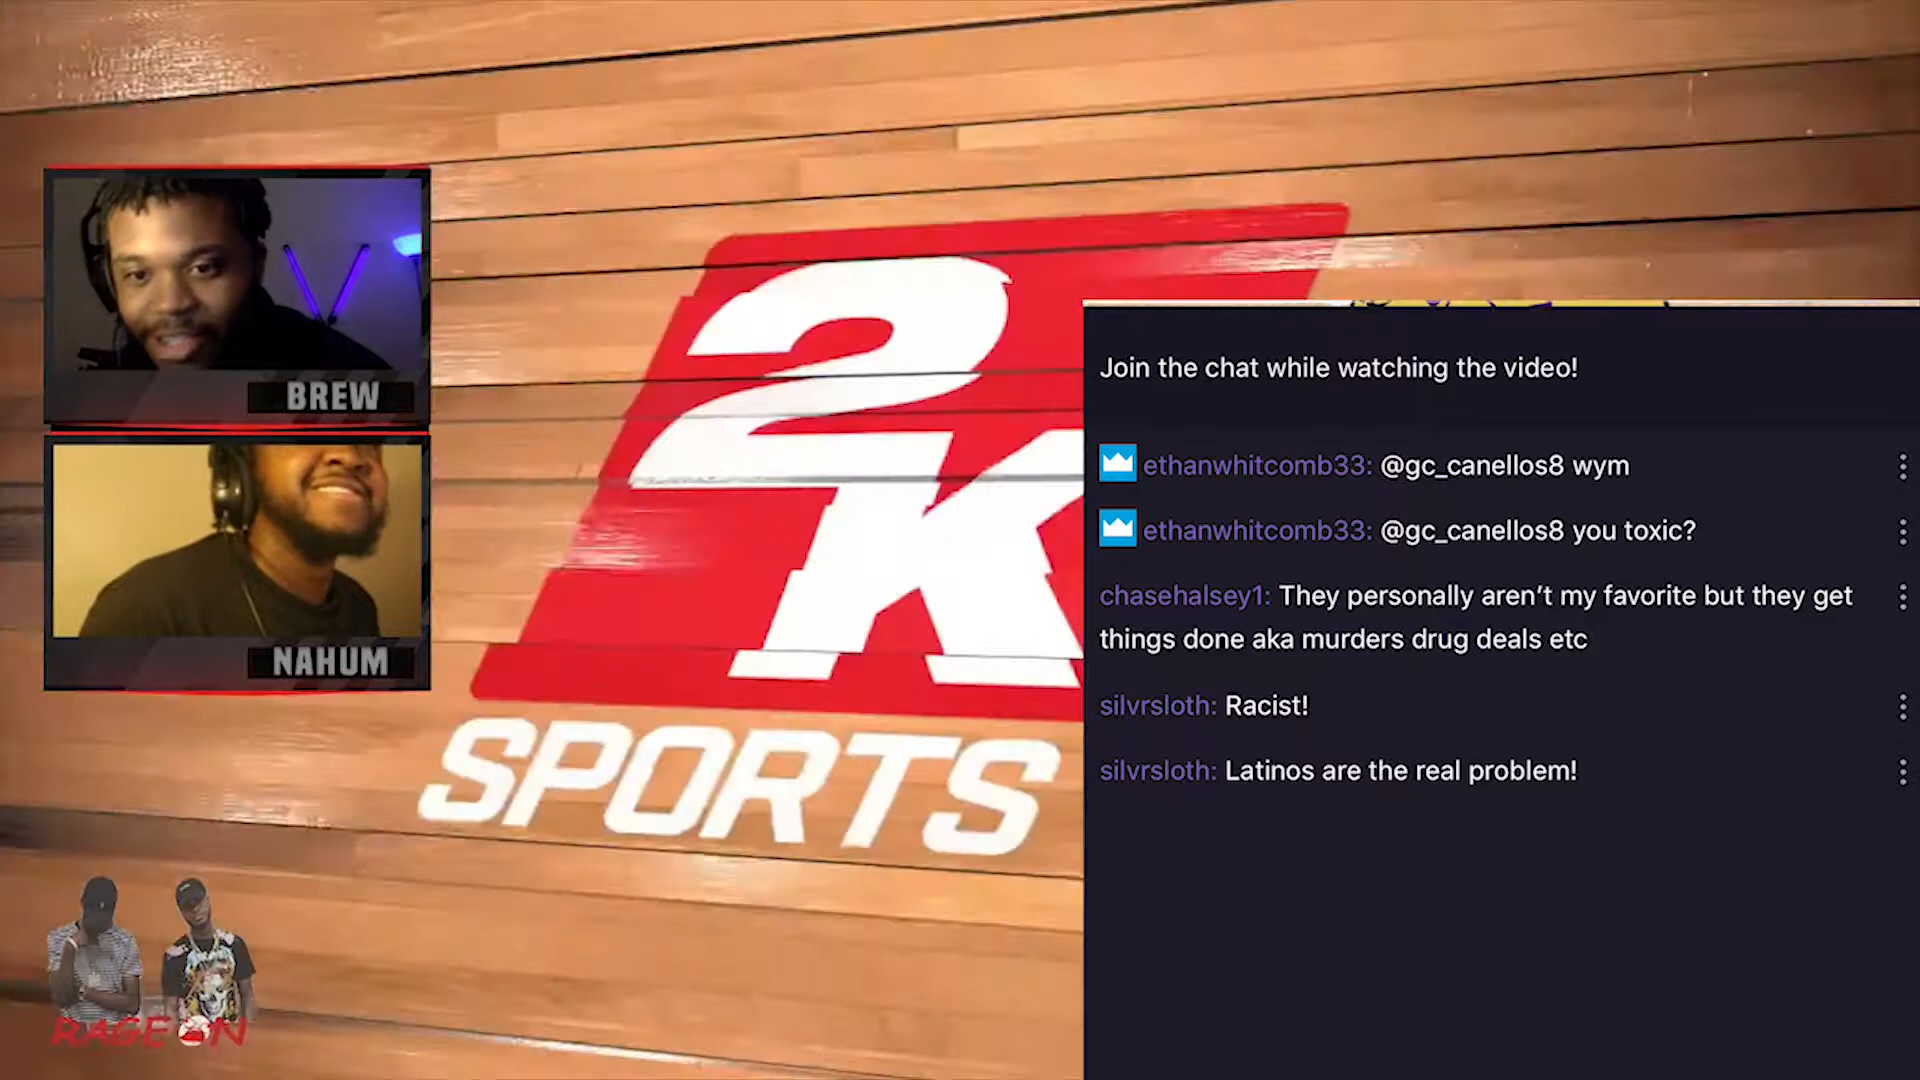 BREW
NAHUM
2K
SPORTS
RAGE ON
Join the chat while watching the video!
ethanwhitcomb33: @gc_canellos8 wym
ethanwhitcomb33: @gc_canellos8 you toxic?
chasehalsey1: They personally aren’t my favorite but they get
things done aka murders drug deals etc
silvrsloth: Racist!
silvrsloth: Latinos are the real problem!